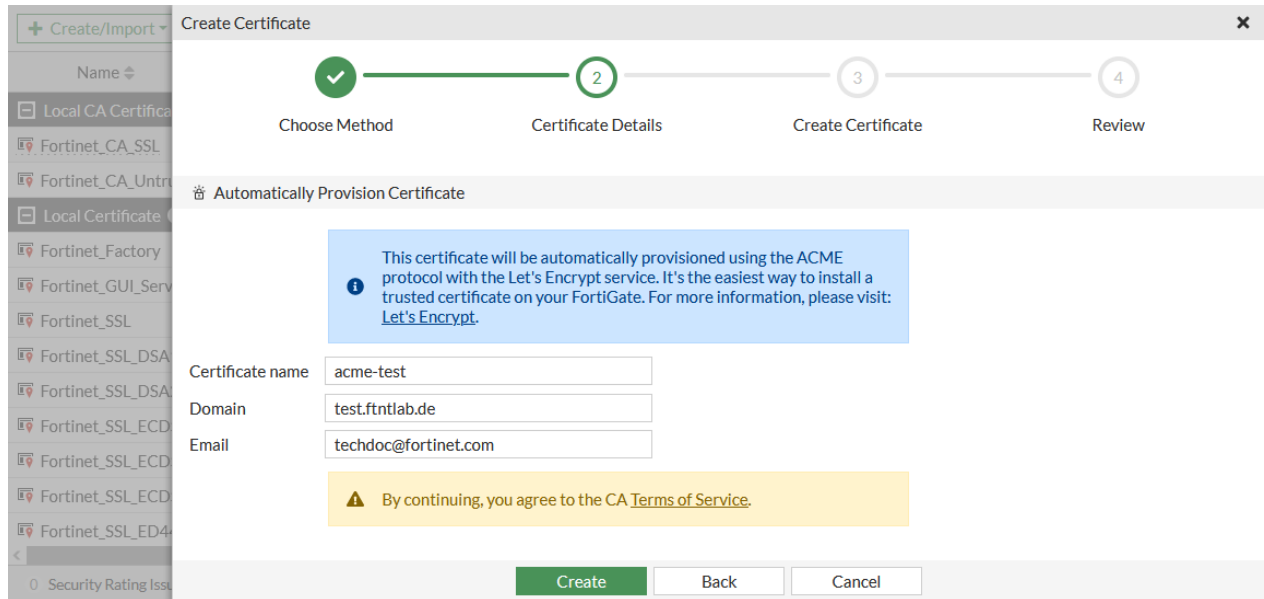 Create/Import
Create Certificate
2
3
4
Choose Method
Certificate Details
Create Certificate
Review
Name
Local CA Certifica
Fortinet_CA_SSL
Fortinet_CA_Untru
Local Certificate
Fortinet_Factory
Fortinet_GUI_Serv
Fortinet_SSL
Fortinet_SSL_DSA
Fortinet_SSL_DSA
Fortinet_SSL_ECD
Fortinet_SSL_ECD
Fortinet_SSL_ECD
Fortinet_SSL_ED44
0 Security Rating Issu
Automatically Provision Certificate
This certificate will be automatically provisioned using the ACME
protocol with the Let's Encrypt service. It's the easiest way to install a
trusted certificate on your FortiGate. For more information, please visit:
Let's Encrypt.
Certificate name acme-test
Domain test.ftntlab.de
Email techdoc@fortinet.com
By continuing, you agree to the CA Terms of Service.
Create Back Cancel